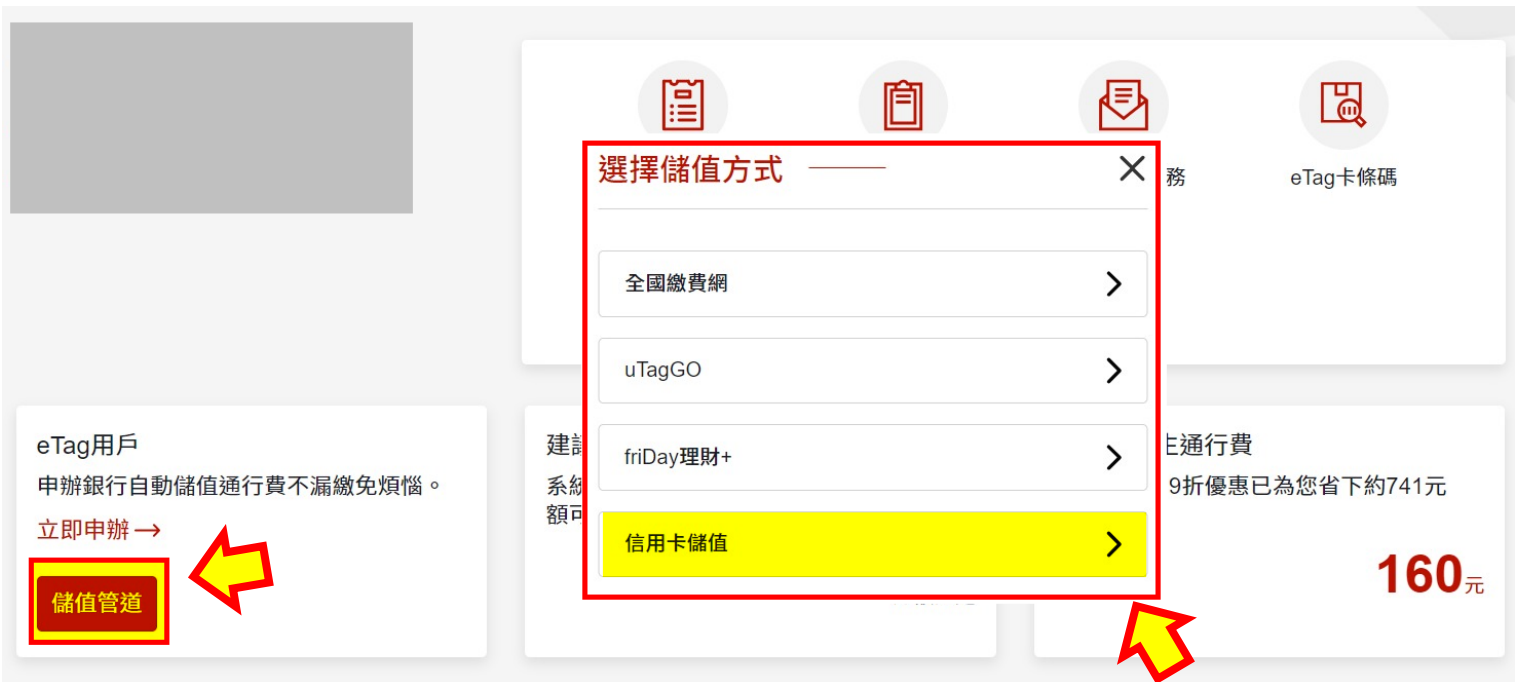 選擇儲值方式
務
eTag卡條碼
全國繳費網
uTagGO
friDay理財+
信用卡儲值
eTag用戶
申辦銀行自動儲值通行費不漏繳免煩惱。
立即申辦→
儲值管道
建
系統
額可
通行費
9折優惠已為您省下約741元
160元